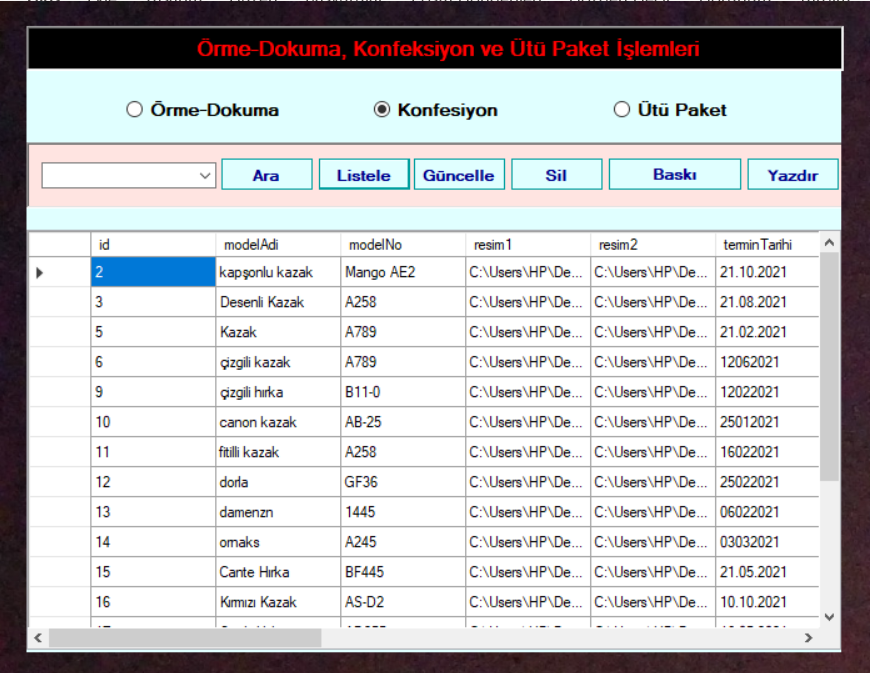 Örme-Dokuma, Konfeksiyon ve Ütü Paket İşlemleri
Örme-Dokuma Konfesiyon Ütü Paket
Ara Listele Güncelle Sil Baskı Yazdır
id modelAdi modelNo resim1 resim2 terminTarihi
2 kapşonlu kazak Mango AE2 C:\Users\HP\De... C:\Users\HP\De... 21.10.2021
3 Desenli Kazak A258 C:\Users\HP\De... C:\Users\HP\De... 21.08.2021
5 Kazak A789 C:\Users\HP\De... C:\Users\HP\De... 21.02.2021
6 çizgili kazak A789 C:\Users\HP\De... C:\Users\HP\De... 12062021
9 çizgili hırka B11-0 C:\Users\HP\De... C:\Users\HP\De... 12022021
10 canon kazak AB-25 C:\Users\HP\De... C:\Users\HP\De... 25012021
11 fitilli kazak A258 C:\Users\HP\De... C:\Users\HP\De... 16022021
12 dorla GF36 C:\Users\HP\De... C:\Users\HP\De... 25022021
13 damenzn 1445 C:\Users\HP\De... C:\Users\HP\De... 06022021
14 ornaks A245 C:\Users\HP\De... C:\Users\HP\De... 03032021
15 Cante Hırka BF445 C:\Users\HP\De... C:\Users\HP\De... 21.05.2021
16 Kırmızı Kazak AS-D2 C:\Users\HP\De... C:\Users\HP\De... 10.10.2021